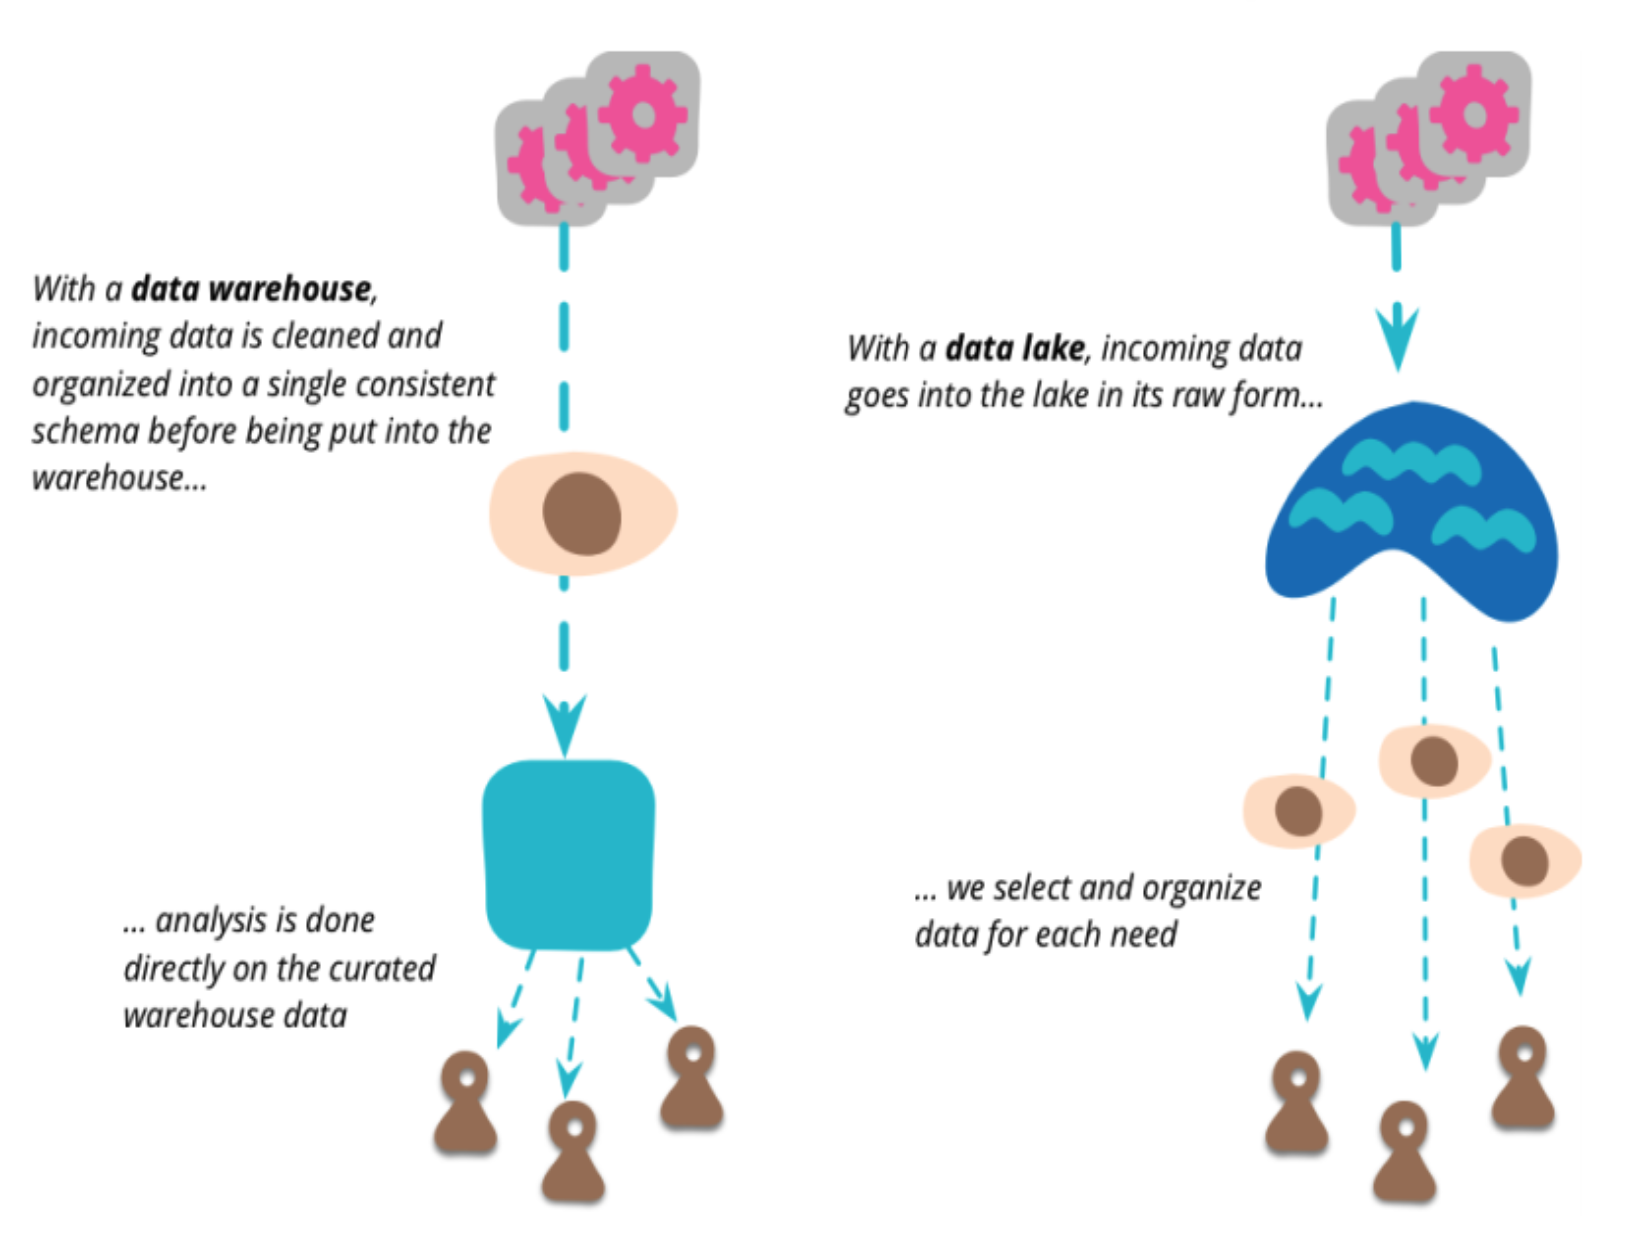 With a data warehouse,
incoming data is cleaned and
organized into a single consistent
schema before being put into the
warehouse...
... analysis is done
directly on the curated
warehouse data
With a data lake, incoming data
goes into the lake in its raw form...
... we select and organize
data for each need